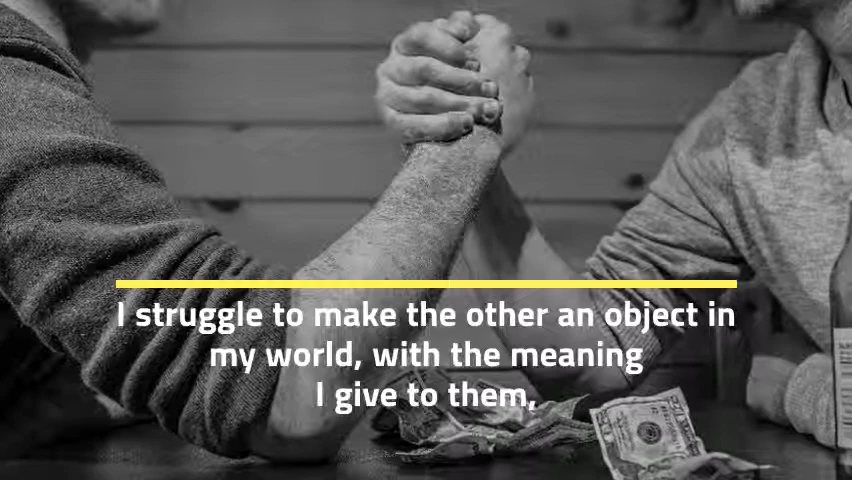 I struggle to make the other an object in
my world, with the meaning
I give to them,